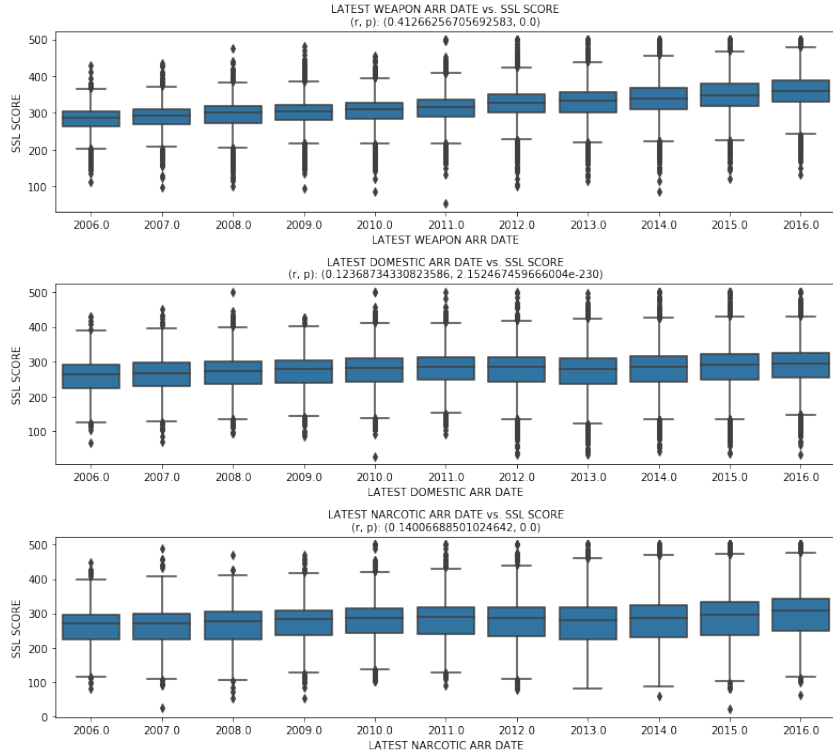 LATEST WEAPON ARR DATE vs. SSL SCORE
(r, p): (0.41266256705692583, 0.0)
SSL SCORE
500
400
300
200
100
2006.0 2007.0 2008.0 2009.0 2010.0 2011.0 2012.0 2013.0 2014.0 2015.0 2016.0
LATEST WEAPON ARR DATE
LATEST DOMESTIC ARR DATE vs. SSL SCORE
(r, p): (0.12368734330823586, 2.152467459666004e-230)
SSL SCORE
500
400
300
200
100
2006.0 2007.0 2008.0 2009.0 2010.0 2011.0 2012.0 2013.0 2014.0 2015.0 2016.0
LATEST DOMESTIC ARR DATE
LATEST NARCOTIC ARR DATE vs. SSL SCORE
(r, p): (0.14006688501024642, 0.0)
SSL SCORE
500
400
300
200
100
0
2006.0 2007.0 2008.0 2009.0 2010.0 2011.0 2012.0 2013.0 2014.0 2015.0 2016.0
LATEST NARCOTIC ARR DATE